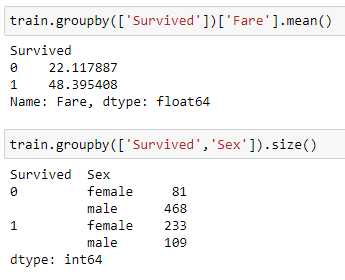 train.groupby(['Survived'])['Fare'].mean()
Survived
0    22.117887
1    48.395408
Name: Fare, dtype: float64
train.groupby(['Survived','Sex']).size()
Survived  Sex
0         female     81
          male      468
1         female    233
          male      109
dtype: int64